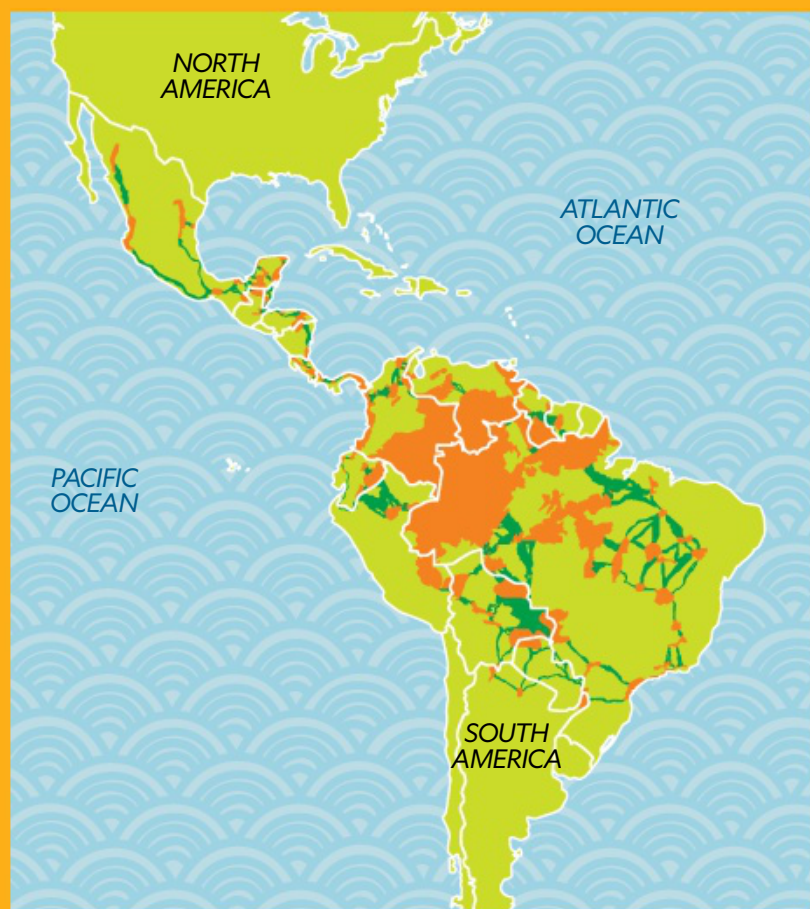 NORTH
AMERICA
ATLANTIC
OCEAN
PACIFIC
OCEAN
SOUTH
AMERICA